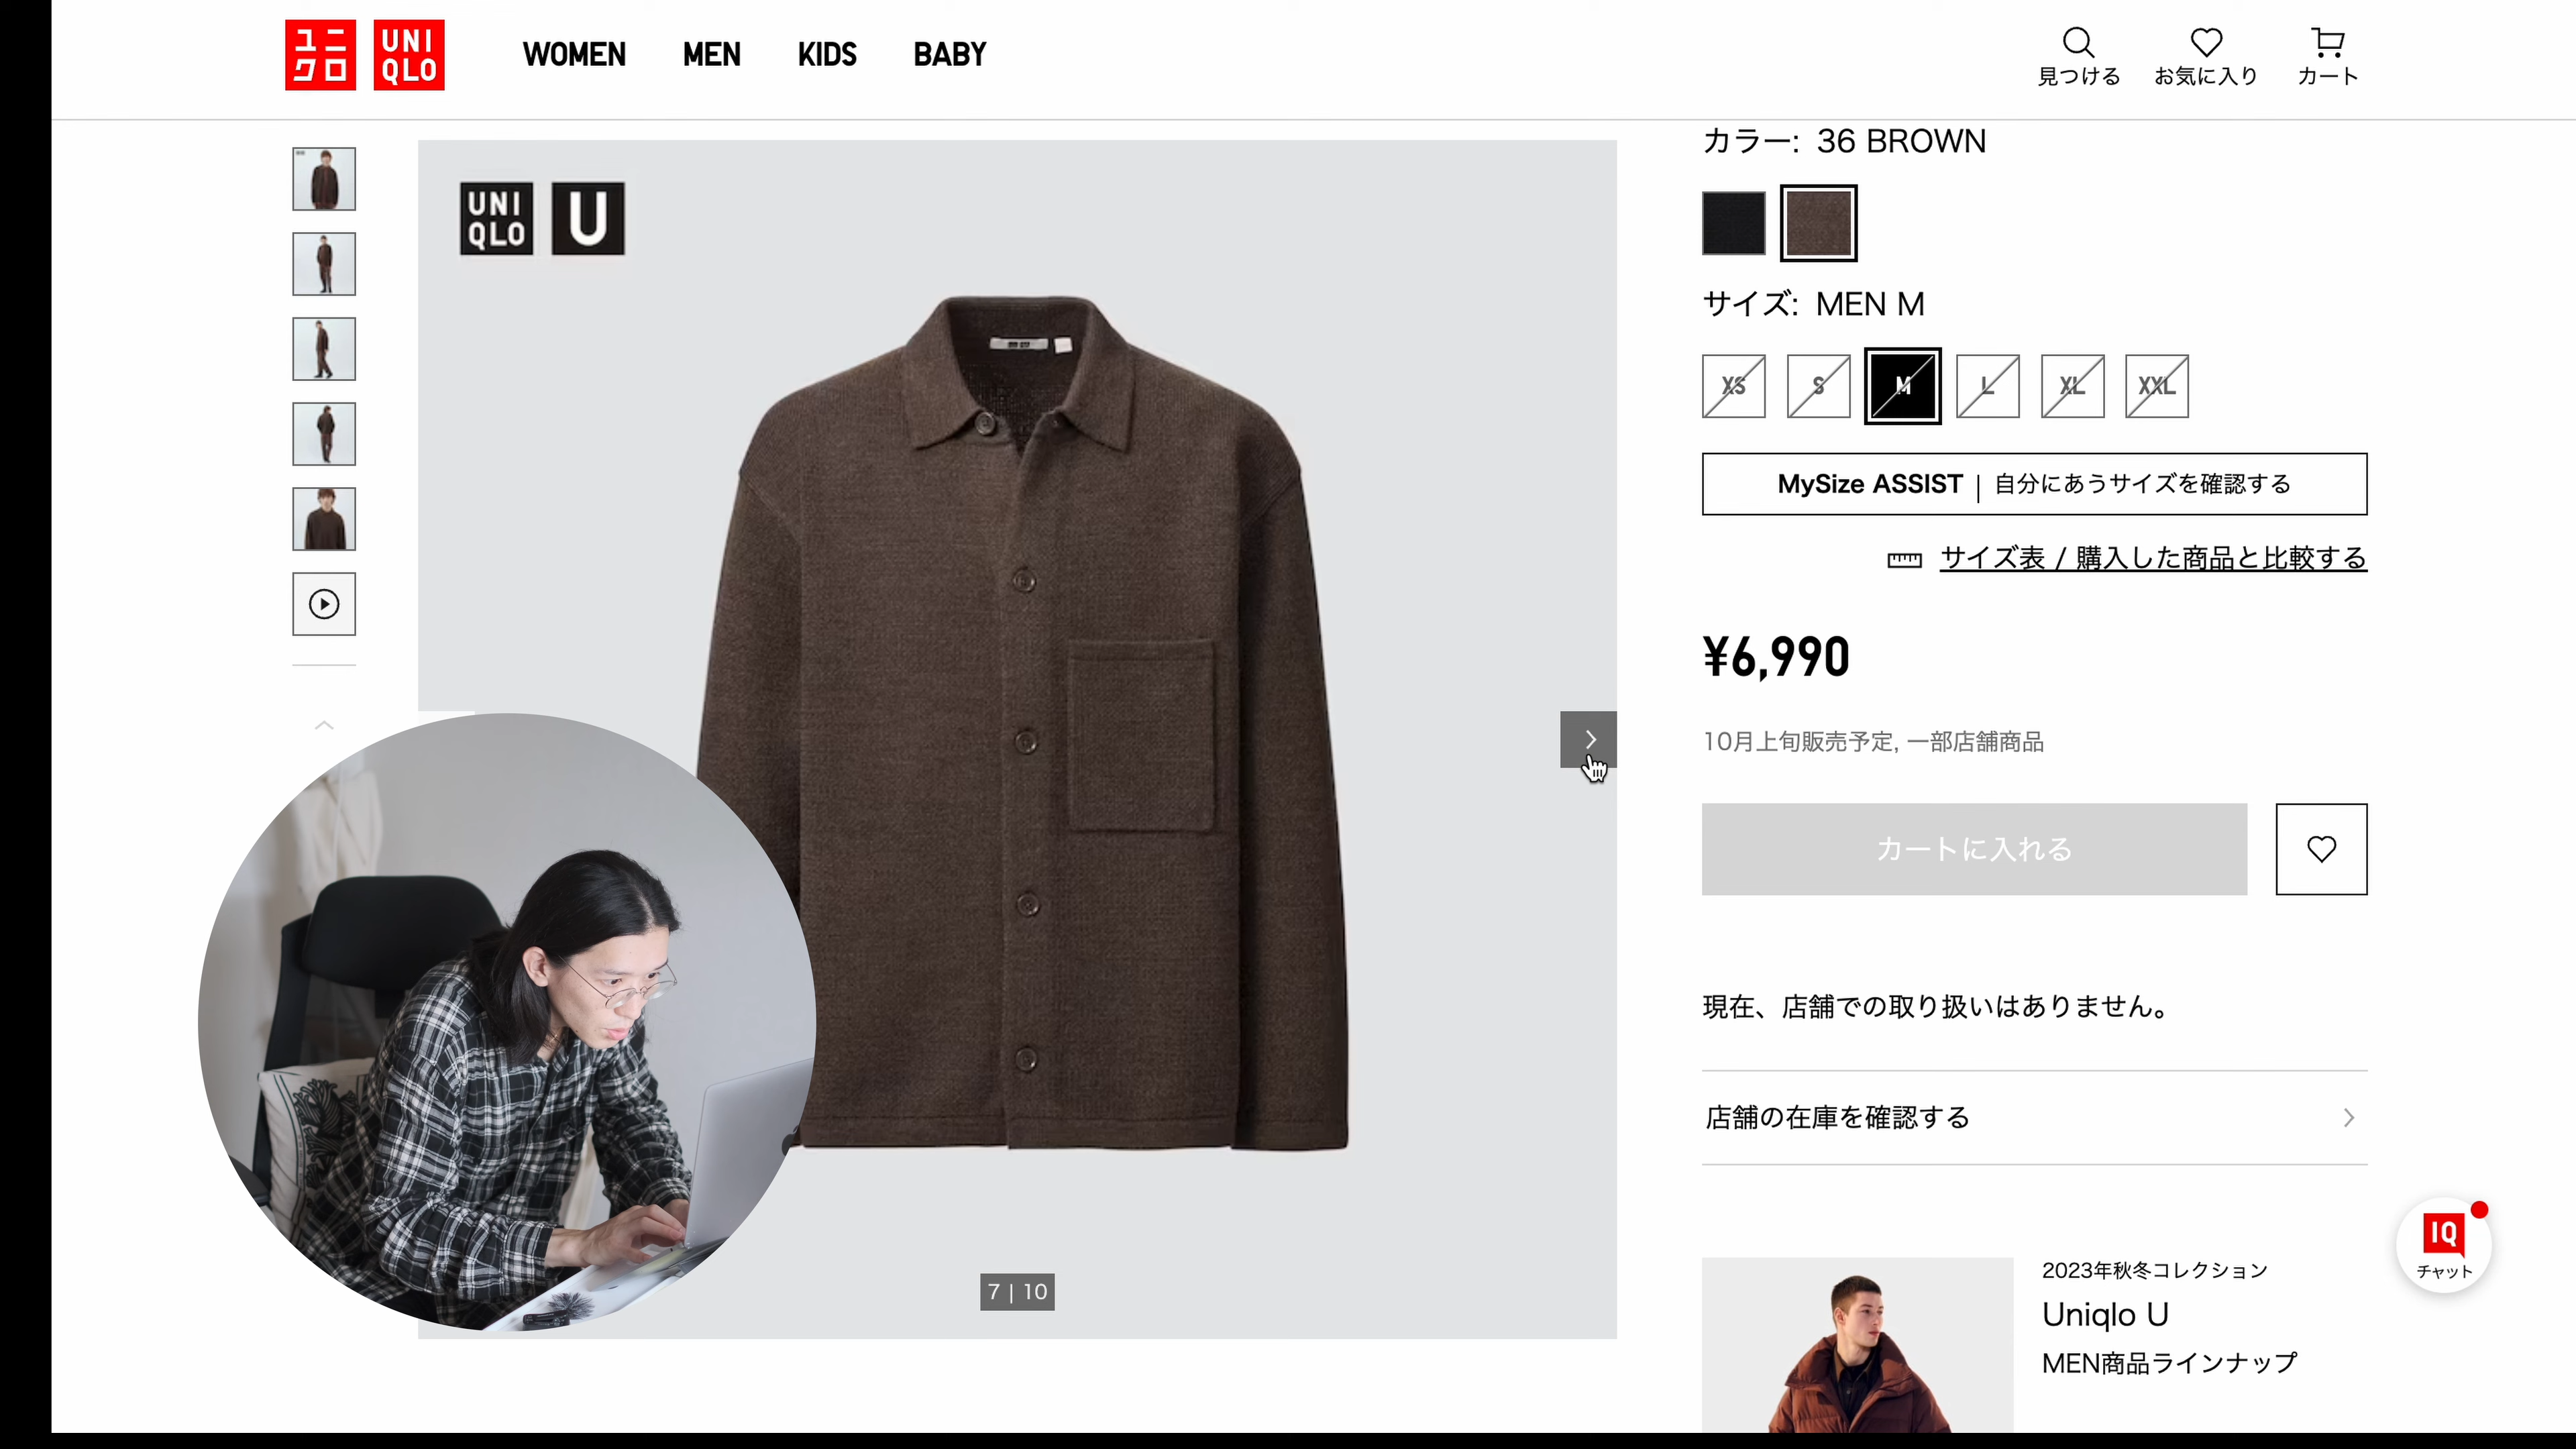 ユニ
クロ
UNI
QLO
WOMEN
MEN
KIDS
BABY
見つける
お気に入り
カート
カラー: 36 BROWN
UNI
QLO
U
サイズ: MEN M
XS
S
M
L
XL
XXL
MySize ASSIST | 自分にあうサイズを確認する
サイズ表 / 購入した商品と比較する
¥6,990
10月上旬販売予定, 一部店舗商品
カートに入れる
現在、店舗での取り扱いはありません。
店舗の在庫を確認する
7 | 10
IQ
チャット
2023年秋冬コレクション
Uniqlo U
MEN商品ラインナップ